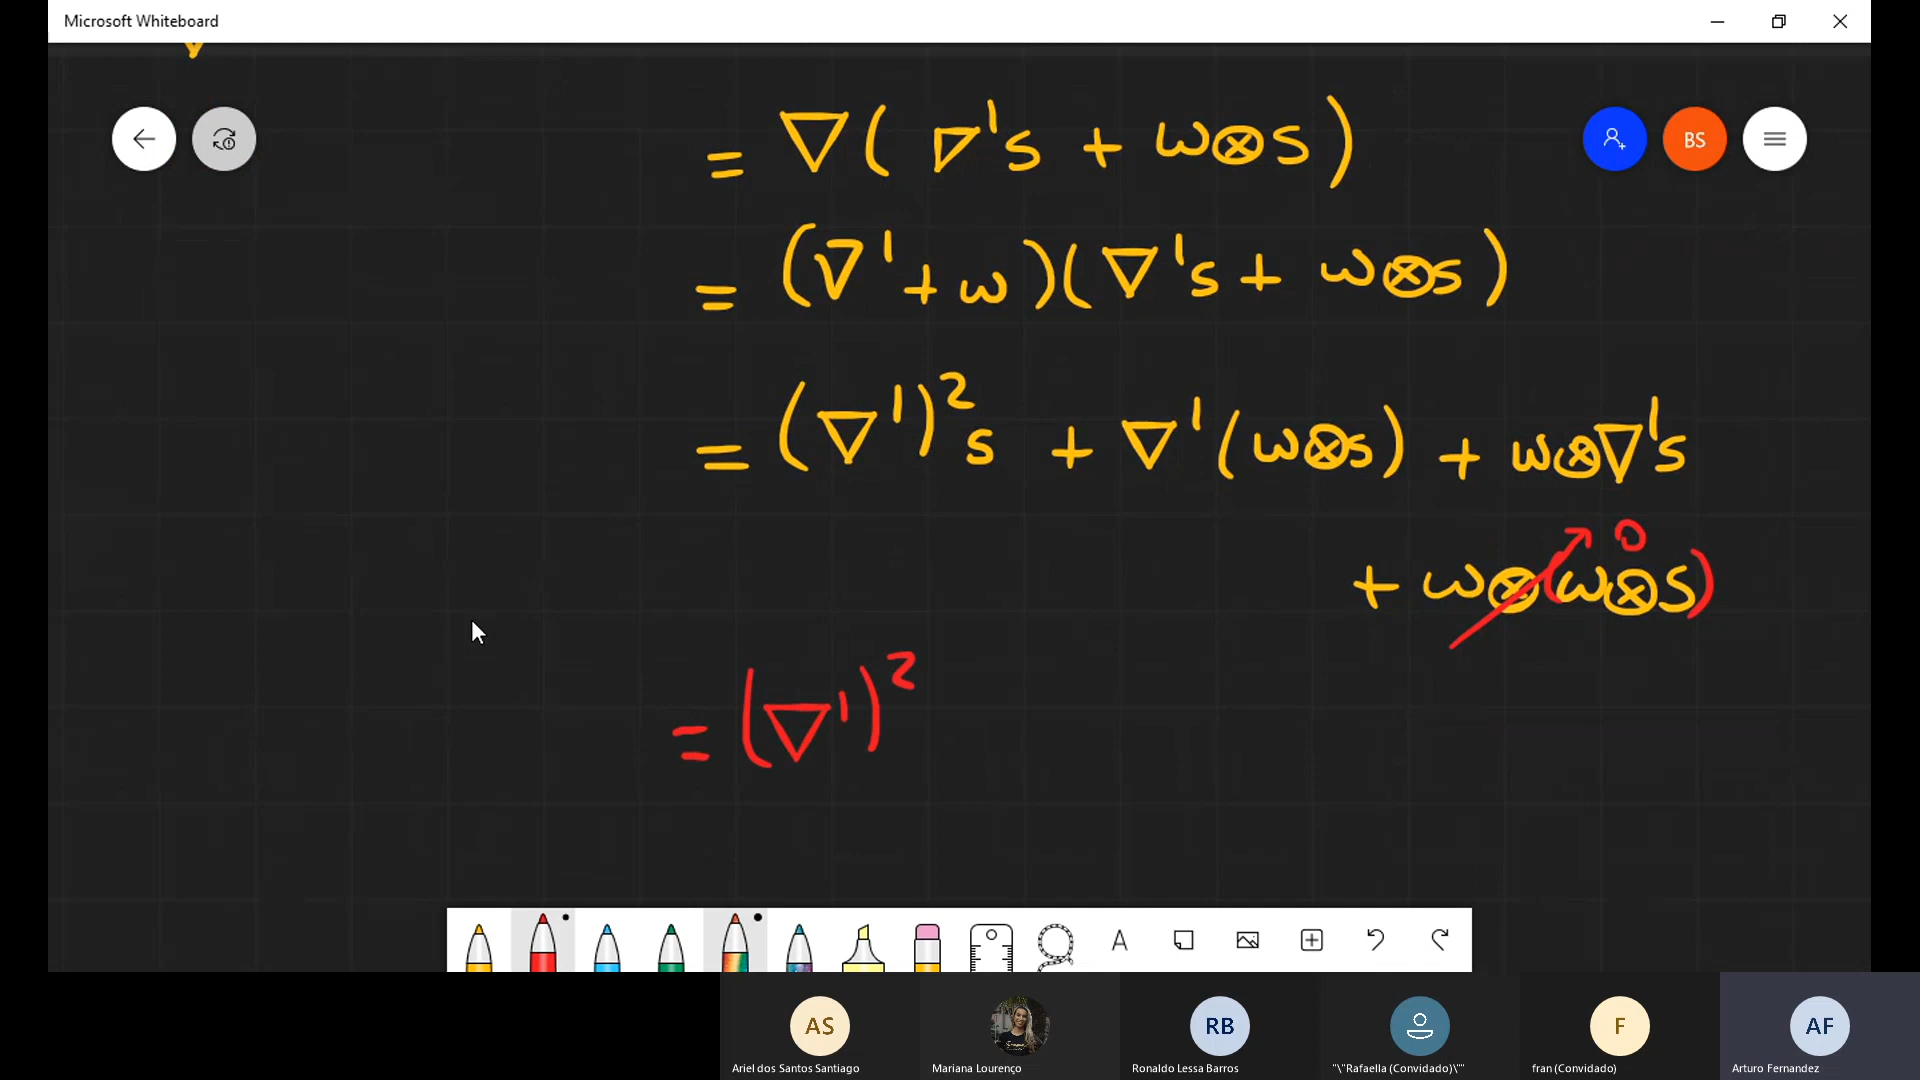 Microsoft Whiteboard
BS
= ∇( ∇'s + ω⊗s )
= (∇' + ω)(∇'s + ω⊗s)
= (∇')²s + ∇'(ω⊗s) + ω⊗∇'s
0
+ ω⊗(ω⊗s)
= (∇')²
A
AS
RB
F
AF
Ariel dos Santos Santiago
Mariana Lourenço
Ronaldo Lessa Barros
"\"Rafaella (Convidado)\""
fran (Convidado)
Arturo Fernandez